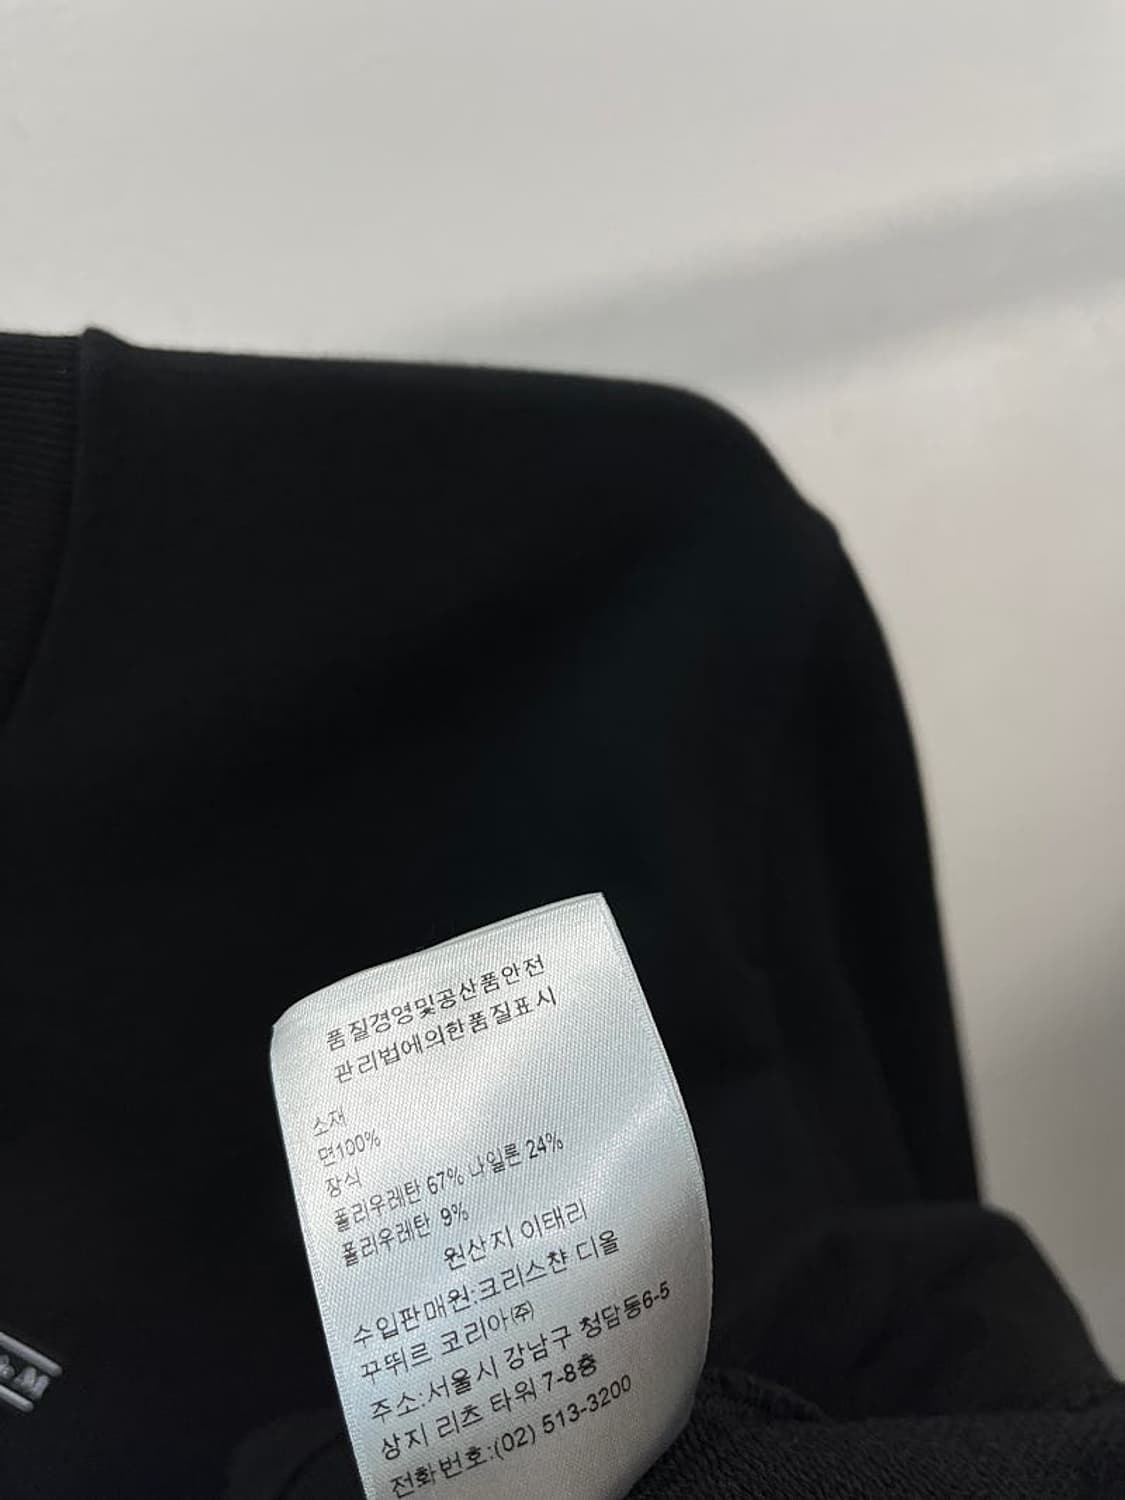 품질경영및공산품안전
관리법에의한품질표시
소재
면100%
장식
폴리우레탄 67% 나일론 24%
폴리우레탄 9%
원산지 이태리
수입판매원:크리스챤 디올
꾸뛰르 코리아㈜
주소:서울시 강남구 청담동6-5
상지 리츠 타워 7-8층
전화번호:(02) 513-3200
& M